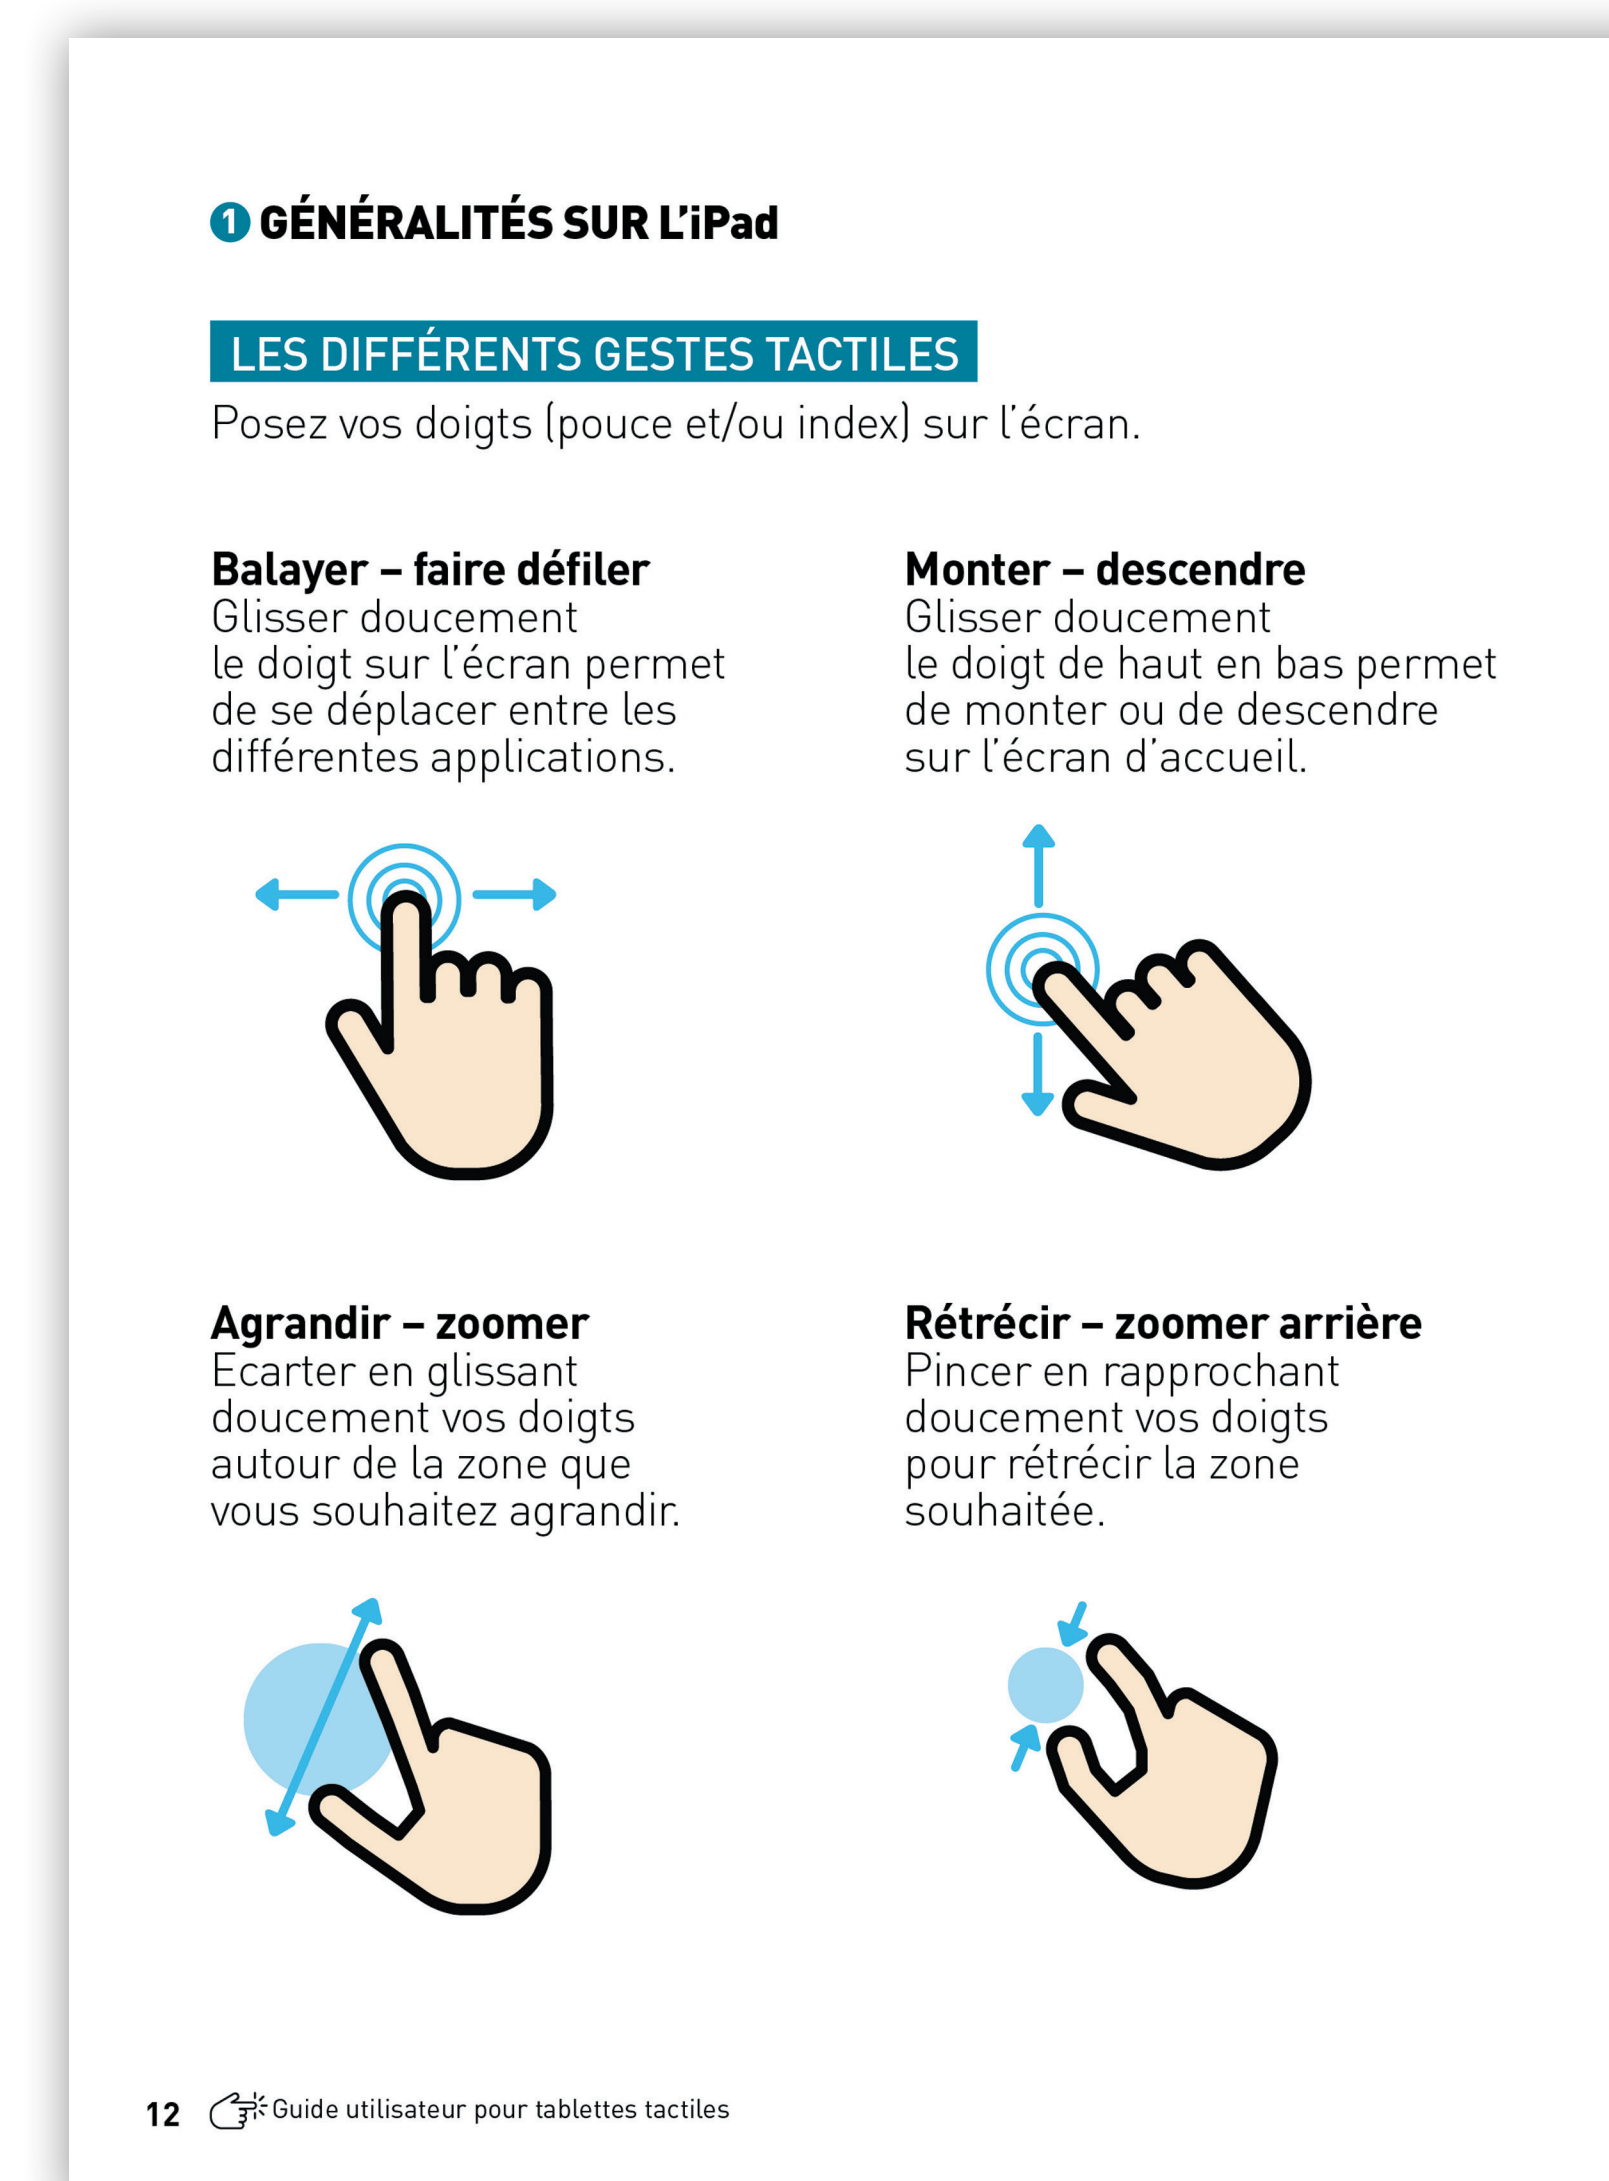 1 GÉNÉRALITÉS SUR L’iPad
LES DIFFÉRENTS GESTES TACTILES
Posez vos doigts (pouce et/ou index) sur l’écran.
Balayer – faire défiler
Glisser doucement
le doigt sur l’écran permet
de se déplacer entre les
différentes applications.
Monter – descendre
Glisser doucement
le doigt de haut en bas permet
de monter ou de descendre
sur l’écran d’accueil.
Agrandir – zoomer
Ecarter en glissant
doucement vos doigts
autour de la zone que
vous souhaitez agrandir.
Rétrécir – zoomer arrière
Pincer en rapprochant
doucement vos doigts
pour rétrécir la zone
souhaitée.
12 Guide utilisateur pour tablettes tactiles